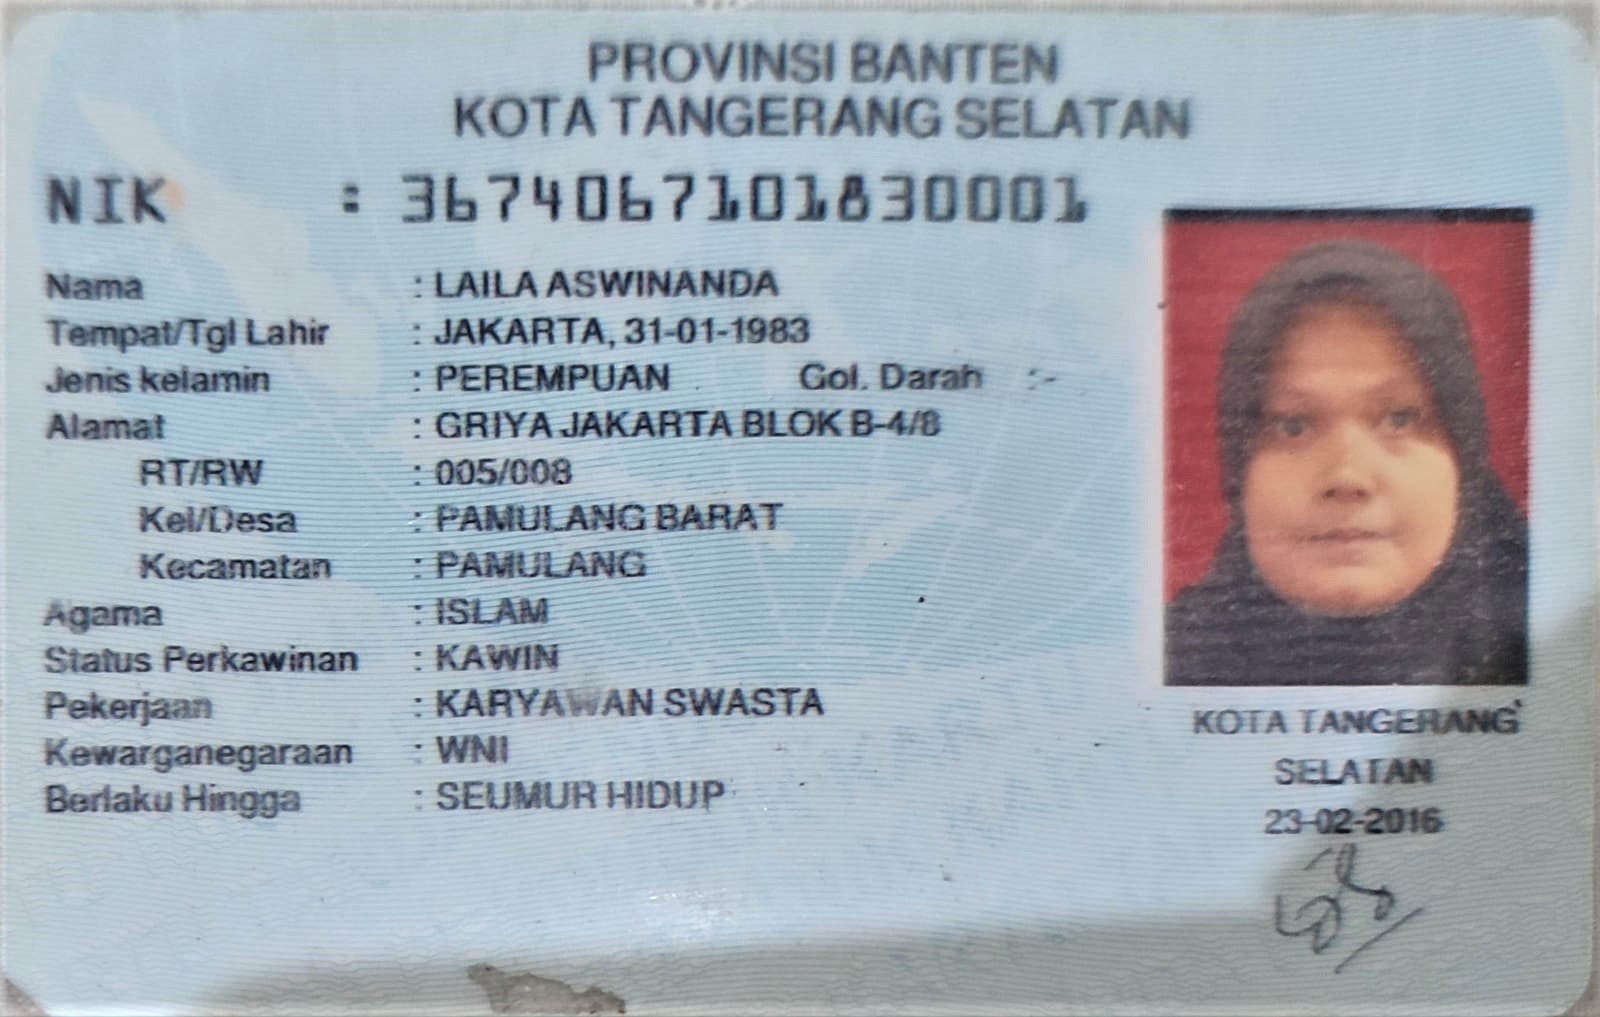 PROVINSI BANTEN
KOTA TANGERANG SELATAN
NIK : 3674067101830001
Nama : LAILA ASWINANDA
Tempat/Tgl Lahir : JAKARTA, 31-01-1983
Jenis kelamin : PEREMPUAN Gol. Darah :-
Alamat : GRIYA JAKARTA BLOK B-4/8
RT/RW : 005/008
Kel/Desa : PAMULANG BARAT
Kecamatan : PAMULANG
Agama : ISLAM
Status Perkawinan : KAWIN
Pekerjaan : KARYAWAN SWASTA
Kewarganegaraan : WNI
Berlaku Hingga : SEUMUR HIDUP
KOTA TANGERANG
SELATAN
23-02-2016